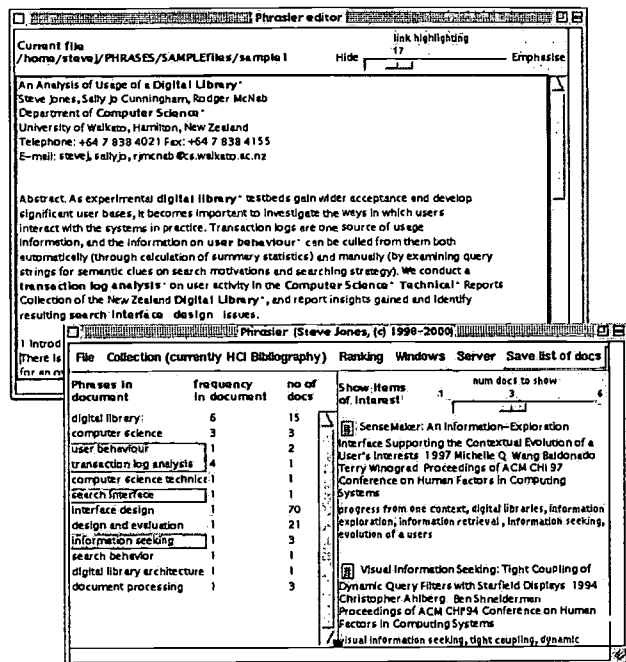 Phrasier editor
Current file
/home/stevej/PHRASES/SAMPLEfiles/sample1
link highlighting
17
Hide Emphasise
An Analysis of Usage of a Digital Library*
Steve Jones, Sally Jo Cunningham, Rodger McNab
Department of Computer Science*
University of Waikato, Hamilton, New Zealand
Telephone: +64 7 838 4021 Fax: +64 7 838 4155
E-mail: stevej, sallyjo, rjmcnab @cs.waikato.ac.nz
Abstract. As experimental digital library* testbeds gain wider acceptance and develop
significant user bases, it becomes important to investigate the ways in which users
interact with the systems in practice. Transaction logs are one source of usage
information, and the information on user behaviour* can be culled from them both
automatically (through calculation of summary statistics) and manually (by examining query
strings for semantic clues on search motivations and searching strategy). We conduct a
transaction log analysis* on user activity in the Computer Science* Technical* Reports
Collection of the New Zealand Digital Library*, and report insights gained and identify
resulting search interface design issues.
1 Introd
There is
for an ov
Phrasier (Steve Jones, (c) 1998-2000)
File Collection (currently HCI Bibliography) Ranking Windows Server Save list of docs
Phrases in document frequency in document no of docs
digital library 6 15
computer science 3 3
user behaviour 1 2
transaction log analysis 4 1
computer science technical 1 1
search interface 1 1
interface design 1 70
design and evaluation 1 21
information seeking 1 3
search behavior 1 1
digital library architecture 1 1
document processing 1 3
Show items of interest!
num docs to show
1 3 6
SenseMaker: An Information-Exploration
Interface Supporting the Contextual Evolution of a
User's Interests 1997 Michelle Q Wang Baldonado
Terry Winograd Proceedings of ACM CHI 97
Conference on Human Factors in Computing
Systems
progress from one context, digital libraries, information
exploration, information retrieval, information seeking,
evolution of a users
Visual Information Seeking: Tight Coupling of
Dynamic Query Filters with Starfield Displays 1994
Christopher Ahlberg Ben Shneiderman
Proceedings of ACM CHI'94 Conference on Human
Factors in Computing Systems
visual information seeking, tight coupling, dynamic